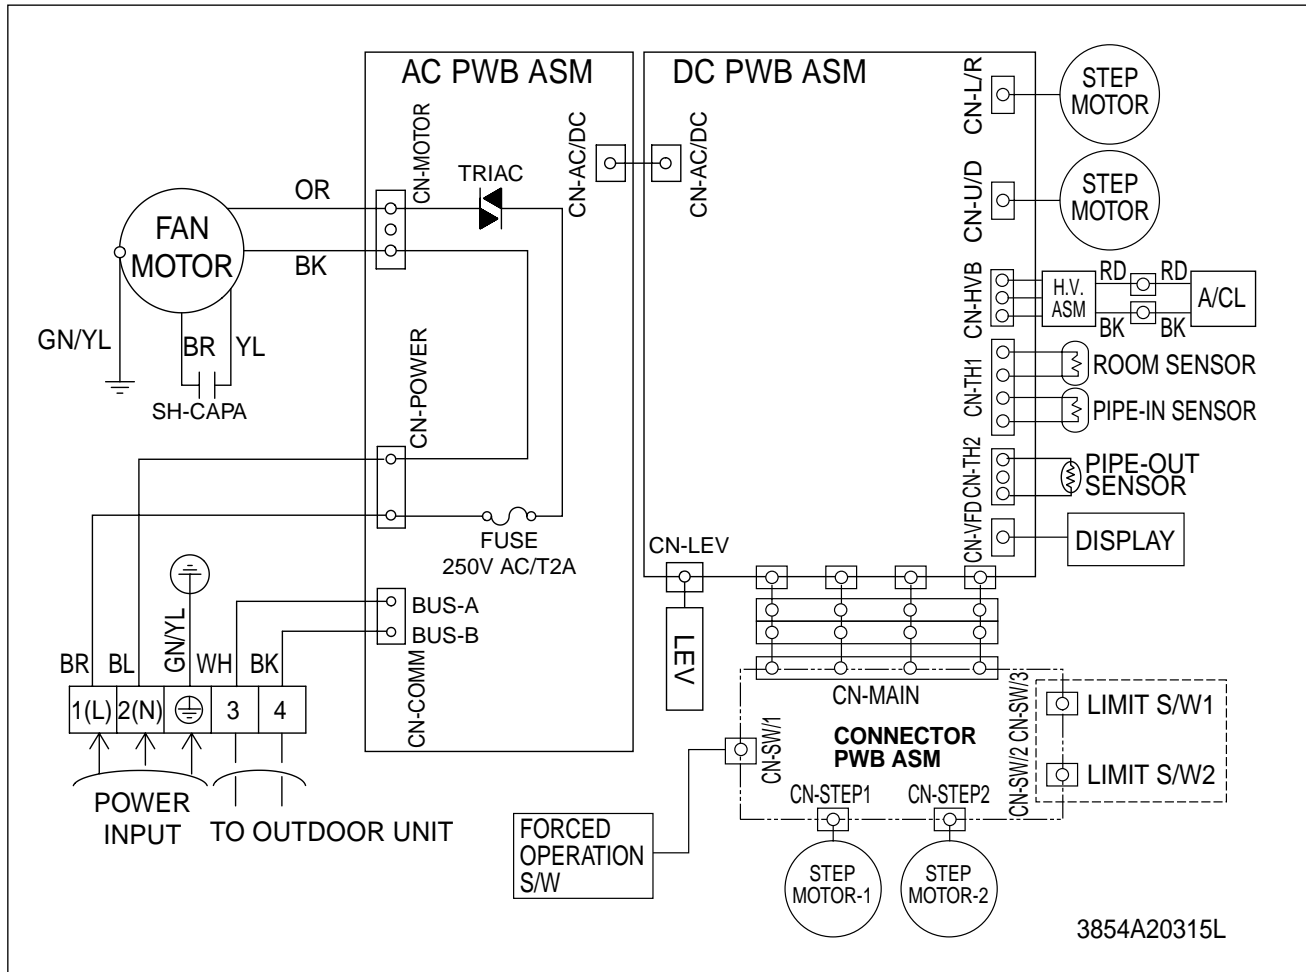 AC PWB ASM
DC PWB ASM
CN-MOTOR
TRIAC
CN-AC/DC
CN-AC/DC
CN-L/R
STEP
MOTOR
CN-U/D
STEP
MOTOR
OR
FAN
MOTOR
BK
GN/YL
BR
YL
SH-CAPA
CN-POWER
CN-HVB
H.V.
ASM
RD
RD
BK
BK
A/CL
CN-TH1
ROOM SENSOR
PIPE-IN SENSOR
CN-TH2
PIPE-OUT
SENSOR
CN-VFD
DISPLAY
FUSE
250V AC/T2A
CN-LEV
LEV
BUS-A
BUS-B
CN-COMM
BR
BL
GN/YL
WH
BK
1(L)
2(N)
3
4
POWER
INPUT
TO OUTDOOR UNIT
CN-MAIN
CONNECTOR
PWB ASM
CN-SW/1
CN-SW/3
CN-SW/2
LIMIT S/W1
LIMIT S/W2
CN-STEP1
CN-STEP2
FORCED
OPERATION
S/W
STEP
MOTOR-1
STEP
MOTOR-2
3854A20315L